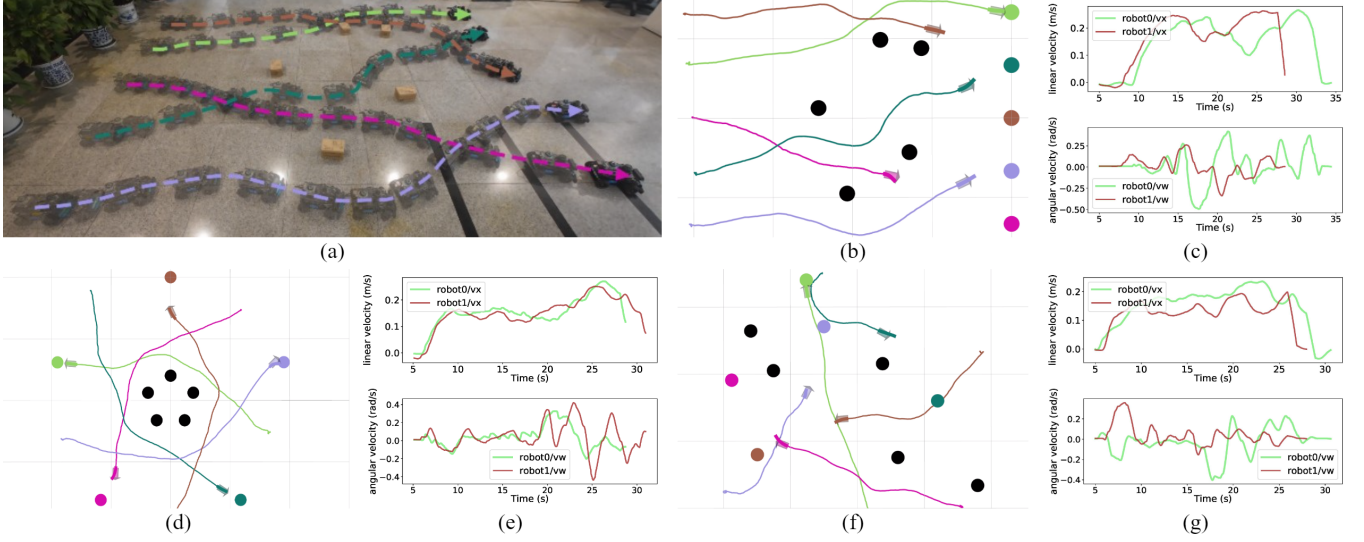 (a)
(b)
linear velocity (m/s)
0.2
0.1
0.0
robot0/vx
robot1/vx
5 10 15 20 25 30 35
Time (s)
angular velocity (rad/s)
0.25
0.00
−0.25
−0.50
robot0/vw
robot1/vw
5 10 15 20 25 30 35
Time (s)
(c)
(d)
linear velocity (m/s)
0.2
0.1
0.0
robot0/vx
robot1/vx
5 10 15 20 25 30
Time (s)
angular velocity (rad/s)
0.4
0.2
0.0
−0.2
−0.4
robot0/vw
robot1/vw
5 10 15 20 25 30
Time (s)
(e)
(f)
linear velocity (m/s)
0.2
0.1
0.0
robot0/vx
robot1/vx
5 10 15 20 25 30
Time (s)
angular velocity (rad/s)
0.2
0.0
−0.2
−0.4
robot0/vw
robot1/vw
5 10 15 20 25 30
Time (s)
(g)